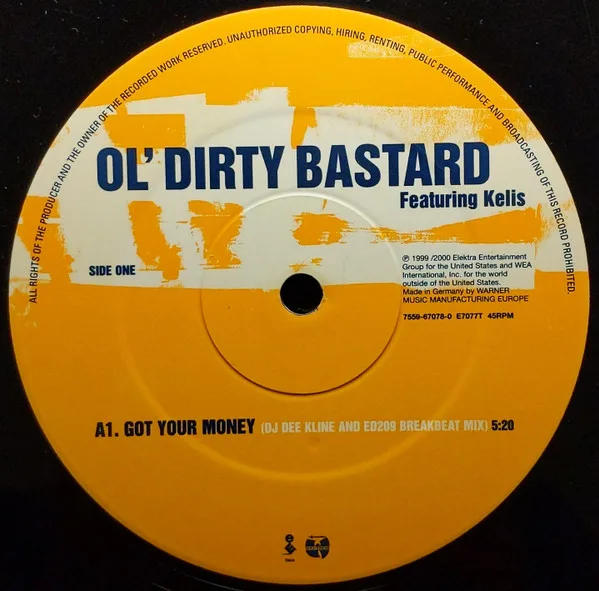 ALL RIGHTS OF THE PRODUCER AND THE OWNER OF THE RECORDED WORK RESERVED. UNAUTHORIZED COPYING, HIRING, RENTING, PUBLIC PERFORMANCE AND BROADCASTING OF THIS RECORD PROHIBITED.
OL' DIRTY BASTARD
Featuring Kelis
SIDE ONE
℗ 1999 /2000 Elektra Entertainment
Group for the United States and WEA
International, Inc. for the world
outside of the United States.
Made in Germany by WARNER
MUSIC MANUFACTURING EUROPE
7559-67078-0 E7077T 45RPM
A1. GOT YOUR MONEY (DJ DEE KLINE AND ED209 BREAKBEAT MIX) 5:20